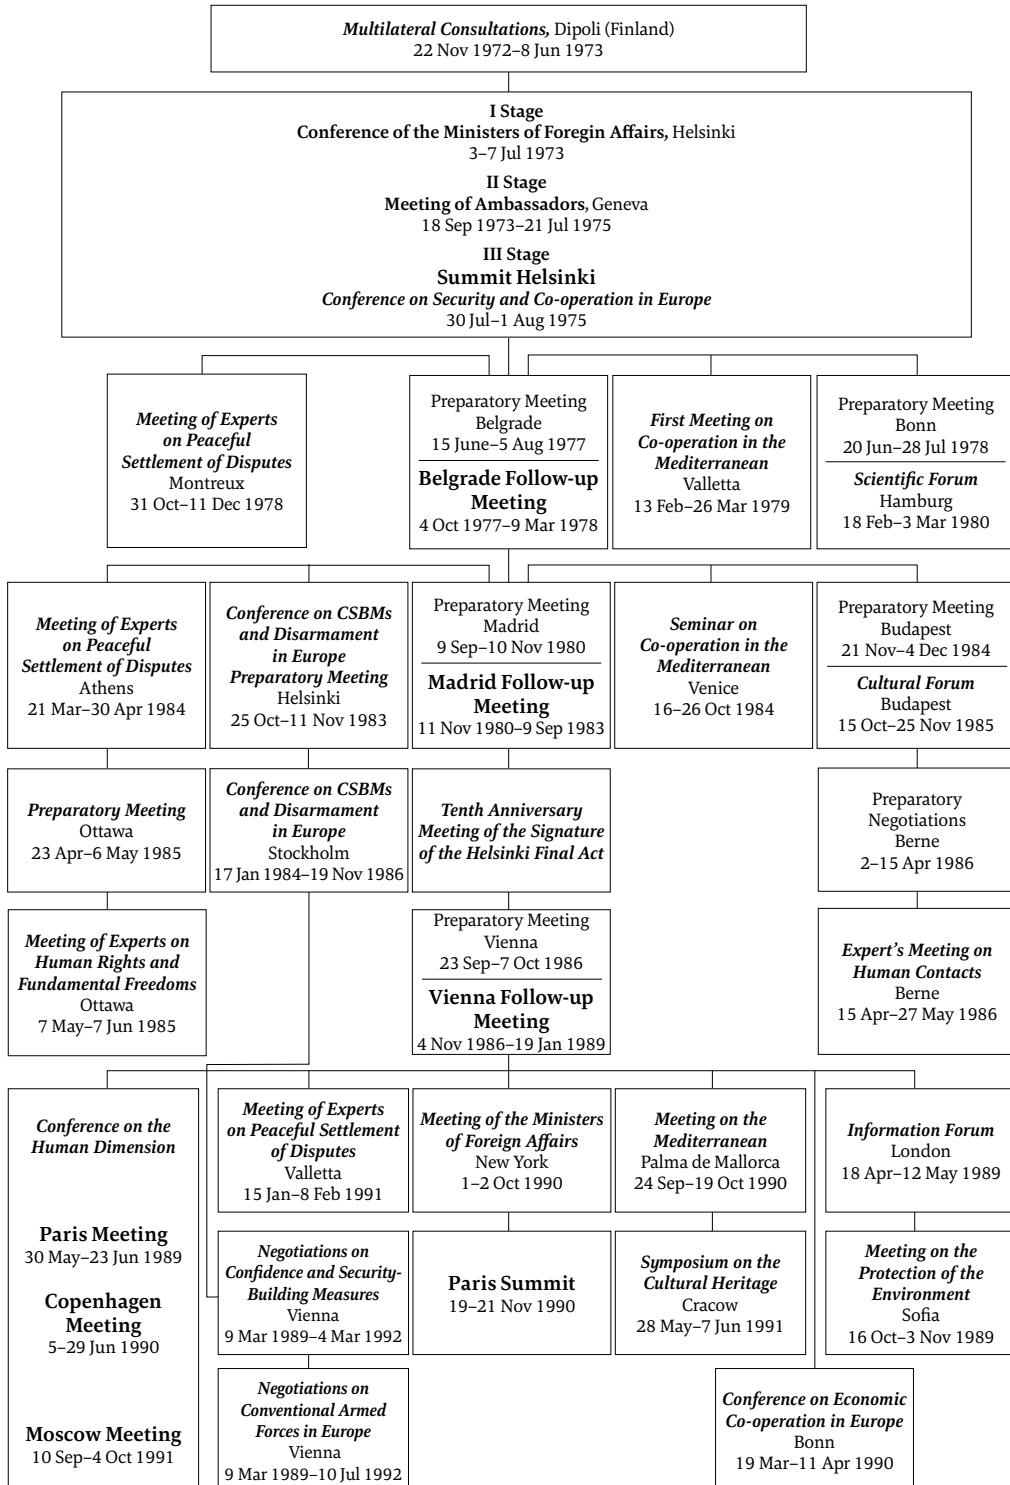 Multilateral Consultations, Dipoli (Finland)
22 Nov 1972–8 Jun 1973
I Stage
Conference of the Ministers of Foregin Affairs, Helsinki
3–7 Jul 1973
II Stage
Meeting of Ambassadors, Geneva
18 Sep 1973–21 Jul 1975
III Stage
Summit Helsinki
Conference on Security and Co-operation in Europe
30 Jul–1 Aug 1975
Meeting of Experts
on Peaceful
Settlement of Disputes
Montreux
31 Oct–11 Dec 1978
Preparatory Meeting
Belgrade
15 June–5 Aug 1977
Belgrade Follow-up
Meeting
4 Oct 1977–9 Mar 1978
First Meeting on
Co-operation in the
Mediterranean
Valletta
13 Feb–26 Mar 1979
Preparatory Meeting
Bonn
20 Jun–28 Jul 1978
Scientific Forum
Hamburg
18 Feb–3 Mar 1980
Meeting of Experts
on Peaceful
Settlement of Disputes
Athens
21 Mar–30 Apr 1984
Conference on CSBMs
and Disarmament
in Europe
Preparatory Meeting
Helsinki
25 Oct–11 Nov 1983
Preparatory Meeting
Madrid
9 Sep–10 Nov 1980
Madrid Follow-up
Meeting
11 Nov 1980–9 Sep 1983
Seminar on
Co-operation in the
Mediterranean
Venice
16–26 Oct 1984
Preparatory Meeting
Budapest
21 Nov–4 Dec 1984
Cultural Forum
Budapest
15 Oct–25 Nov 1985
Preparatory Meeting
Ottawa
23 Apr–6 May 1985
Conference on CSBMs
and Disarmament
in Europe
Stockholm
17 Jan 1984–19 Nov 1986
Tenth Anniversary
Meeting of the Signature
of the Helsinki Final Act
Preparatory
Negotiations
Berne
2–15 Apr 1986
Meeting of Experts on
Human Rights and
Fundamental Freedoms
Ottawa
7 May–7 Jun 1985
Preparatory Meeting
Vienna
23 Sep–7 Oct 1986
Vienna Follow-up
Meeting
4 Nov 1986–19 Jan 1989
Expert's Meeting on
Human Contacts
Berne
15 Apr–27 May 1986
Conference on the
Human Dimension
Paris Meeting
30 May–23 Jun 1989
Copenhagen
Meeting
5–29 Jun 1990
Moscow Meeting
10 Sep–4 Oct 1991
Meeting of Experts
on Peaceful Settlement
of Disputes
Valletta
15 Jan–8 Feb 1991
Meeting of the Ministers
of Foreign Affairs
New York
1–2 Oct 1990
Meeting on the
Mediterranean
Palma de Mallorca
24 Sep–19 Oct 1990
Information Forum
London
18 Apr–12 May 1989
Negotiations on
Confidence and Security-
Building Measures
Vienna
9 Mar 1989–4 Mar 1992
Paris Summit
19–21 Nov 1990
Symposium on the
Cultural Heritage
Cracow
28 May–7 Jun 1991
Meeting on the
Protection of the
Environment
Sofia
16 Oct–3 Nov 1989
Negotiations on
Conventional Armed
Forces in Europe
Vienna
9 Mar 1989–10 Jul 1992
Conference on Economic
Co-operation in Europe
Bonn
19 Mar–11 Apr 1990